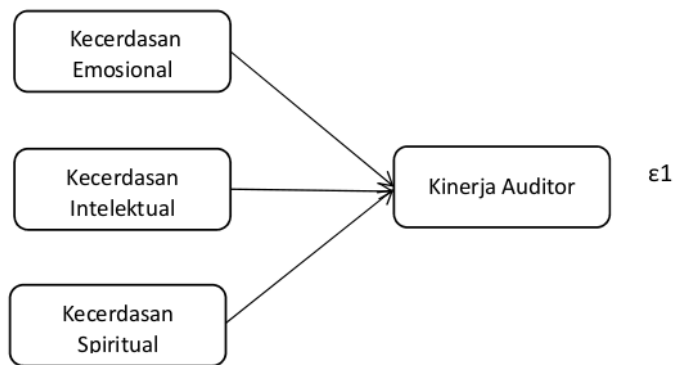 Kecerdasan
Emosional
Kecerdasan
Intelektual
Kinerja Auditor
ε1
Kecerdasan
Spiritual